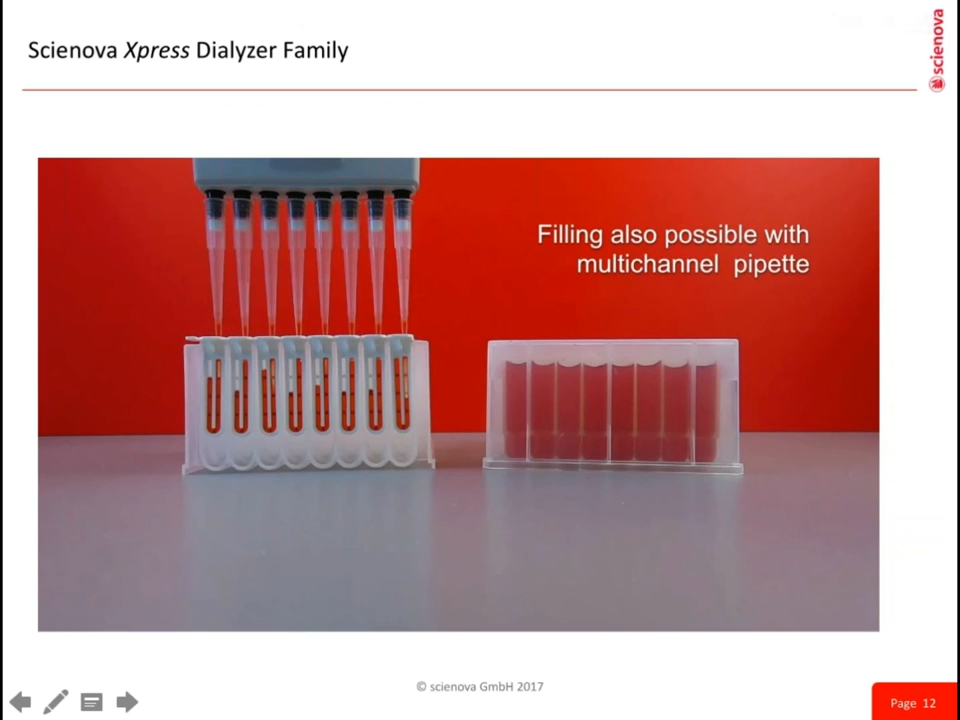 Scienova Xpress Dialyzer Family
scienova
Filling also possible with
multichannel pipette
© scienova GmbH 2017
Page 12